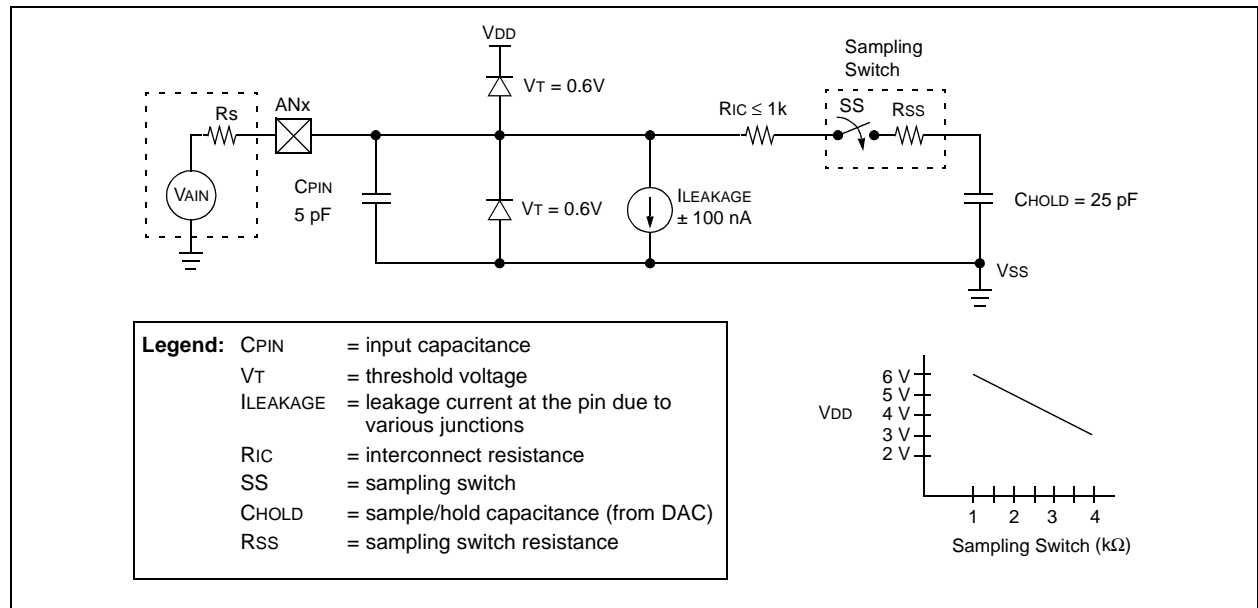 VDD
Sampling
Switch
VT = 0.6V
Rs
ANx
RIC ≤ 1k
SS
RSS
VAIN
CPIN
5 pF
VT = 0.6V
ILEAKAGE
± 100 nA
CHOLD = 25 pF
VSS
Legend: CPIN = input capacitance
VT = threshold voltage
ILEAKAGE = leakage current at the pin due to
various junctions
RIC = interconnect resistance
SS = sampling switch
CHOLD = sample/hold capacitance (from DAC)
RSS = sampling switch resistance
VDD
6 V
5 V
4 V
3 V
2 V
1 2 3 4
Sampling Switch (kΩ)